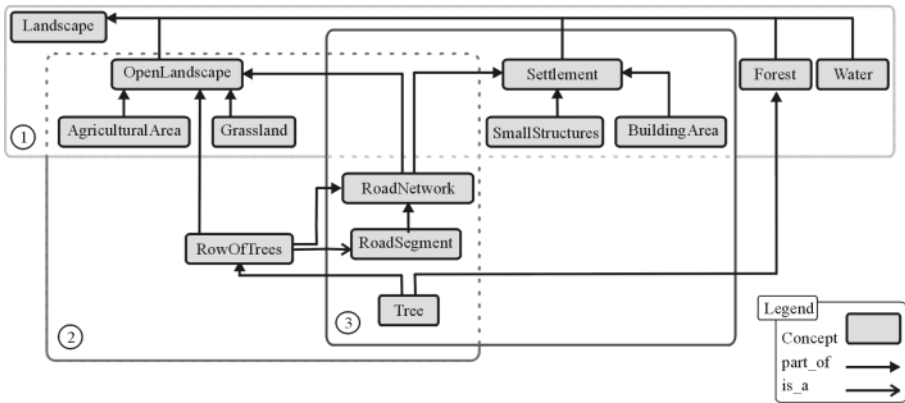 Landscape
OpenLandscape
Settlement
Forest
Water
AgriculturalArea
Grassland
SmallStructures
BuildingArea
1
RoadNetwork
RowOfTrees
RoadSegment
Tree
2
3
Legend
Concept
part_of
is_a